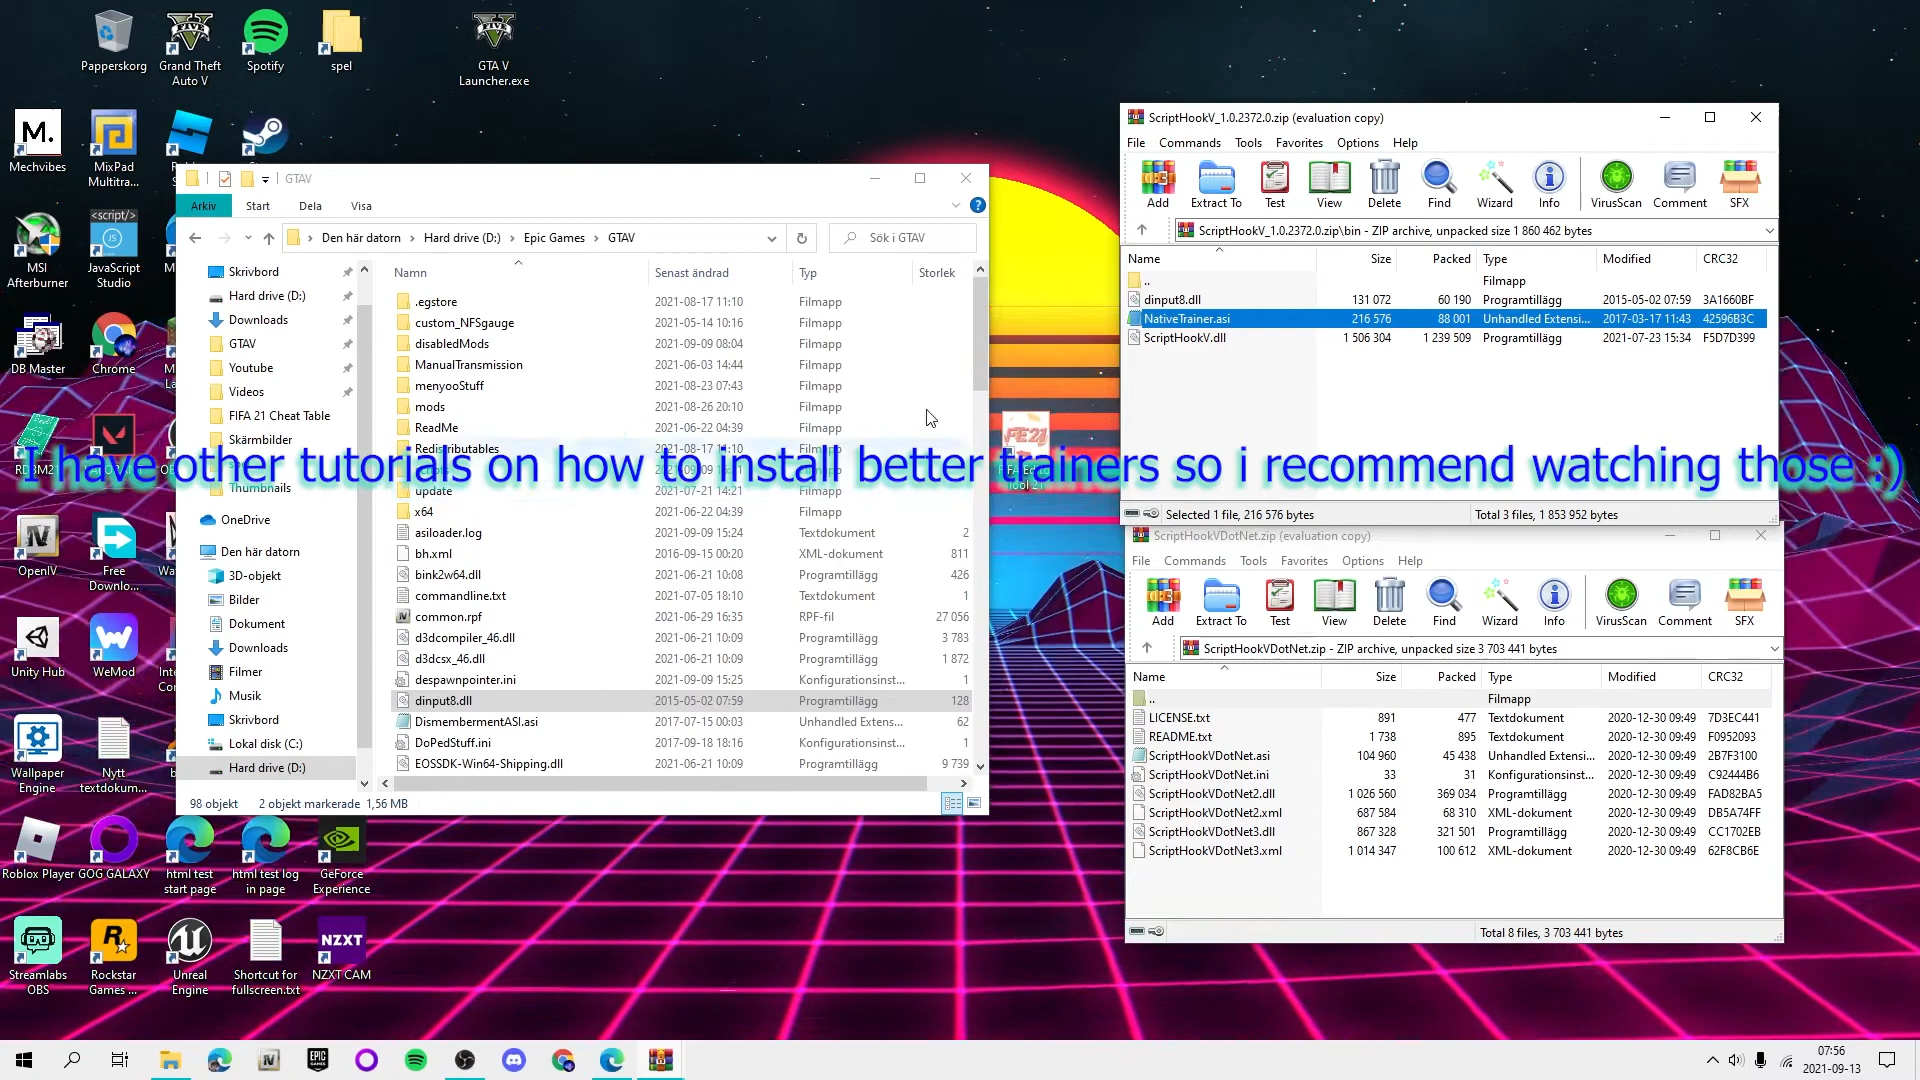 Papperskorg
Grand Theft
Auto V
Spotify
spel
GTA V
Launcher.exe
M.
Mechvibes
MixPad
Multitra...
<script/>
JS
MSI
Afterburner
JavaScript
Studio
DB Master
Chrome
OpenIV
Free
Downlo...
Unity Hub
WeMod
Wallpaper
Engine
Nytt
textdokum...
Roblox Player
GOG GALAXY
html test
start page
html test log
in page
GeForce
Experience
Streamlabs
OBS
Rockstar
Games ...
Unreal
Engine
Shortcut for
fullscreen.txt
NZXT
NZXT CAM
GTAV
Arkiv
Start
Dela
Visa
Den här datorn > Hard drive (D:) > Epic Games > GTAV
Sök i GTAV
Skrivbord
Hard drive (D:)
Downloads
GTAV
Youtube
Videos
FIFA 21 Cheat Table
Skärmbilder
Thumbnails
OneDrive
Den här datorn
3D-objekt
Bilder
Dokument
Downloads
Filmer
Musik
Skrivbord
Lokal disk (C:)
Hard drive (D:)
Namn Senast ändrad Typ Storlek
.egstore 2021-08-17 11:10 Filmapp
custom_NFSgauge 2021-05-14 10:16 Filmapp
disabledMods 2021-09-09 08:04 Filmapp
ManualTransmission 2021-06-03 14:44 Filmapp
menyooStuff 2021-08-23 07:43 Filmapp
mods 2021-08-26 20:10 Filmapp
ReadMe 2021-06-22 04:39 Filmapp
Redistributables 2021-08-17 11:10 Filmapp
update 2021-07-21 14:21 Filmapp
x64 2021-06-22 04:39 Filmapp
asiloader.log 2021-09-09 15:24 Textdokument 2
bh.xml 2016-09-15 00:20 XML-dokument 811
bink2w64.dll 2021-06-21 10:08 Programtillägg 426
commandline.txt 2021-07-05 18:10 Textdokument 1
common.rpf 2021-06-29 16:35 RPF-fil 27 056
d3dcompiler_46.dll 2021-06-21 10:09 Programtillägg 3 783
d3dcsx_46.dll 2021-06-21 10:09 Programtillägg 1 872
despawnpointer.ini 2021-09-09 15:25 Konfigurationsinst... 1
dinput8.dll 2015-05-02 07:59 Programtillägg 128
DismembermentASI.asi 2017-07-15 00:03 Unhandled Extens... 62
DoPedStuff.ini 2017-09-18 18:16 Konfigurationsinst... 1
EOSSDK-Win64-Shipping.dll 2021-06-21 10:09 Programtillägg 9 739
98 objekt 2 objekt markerade 1,56 MB
I have other tutorials on how to install better trainers so i recommend watching those :)
ScriptHookV_1.0.2372.0.zip (evaluation copy)
File Commands Tools Favorites Options Help
Add Extract To Test View Delete Find Wizard Info VirusScan Comment SFX
ScriptHookV_1.0.2372.0.zip\bin - ZIP archive, unpacked size 1 860 462 bytes
Name Size Packed Type Modified CRC32
.. Filmapp
dinput8.dll 131 072 60 190 Programtillägg 2015-05-02 07:59 3A1660BF
NativeTrainer.asi 216 576 88 001 Unhandled Extensi... 2017-03-17 11:43 42596B3C
ScriptHookV.dll 1 506 304 1 239 509 Programtillägg 2021-07-23 15:34 F5D7D399
Selected 1 file, 216 576 bytes Total 3 files, 1 853 952 bytes
ScriptHookVDotNet.zip (evaluation copy)
File Commands Tools Favorites Options Help
Add Extract To Test View Delete Find Wizard Info VirusScan Comment SFX
ScriptHookVDotNet.zip - ZIP archive, unpacked size 3 703 441 bytes
Name Size Packed Type Modified CRC32
.. Filmapp
LICENSE.txt 891 477 Textdokument 2020-12-30 09:49 7D3EC441
README.txt 1 738 895 Textdokument 2020-12-30 09:49 F0952093
ScriptHookVDotNet.asi 104 960 45 438 Unhandled Extensi... 2020-12-30 09:49 2B7F3100
ScriptHookVDotNet.ini 33 31 Konfigurationsinst... 2020-12-30 09:49 C92444B6
ScriptHookVDotNet2.dll 1 026 560 369 034 Programtillägg 2020-12-30 09:49 FAD82BA5
ScriptHookVDotNet2.xml 687 584 68 310 XML-dokument 2020-12-30 09:49 DB5A74FF
ScriptHookVDotNet3.dll 867 328 321 501 Programtillägg 2020-12-30 09:49 CC1702EB
ScriptHookVDotNet3.xml 1 014 347 100 612 XML-dokument 2020-12-30 09:49 62F8CB6E
Total 8 files, 3 703 441 bytes
07:56
2021-09-13